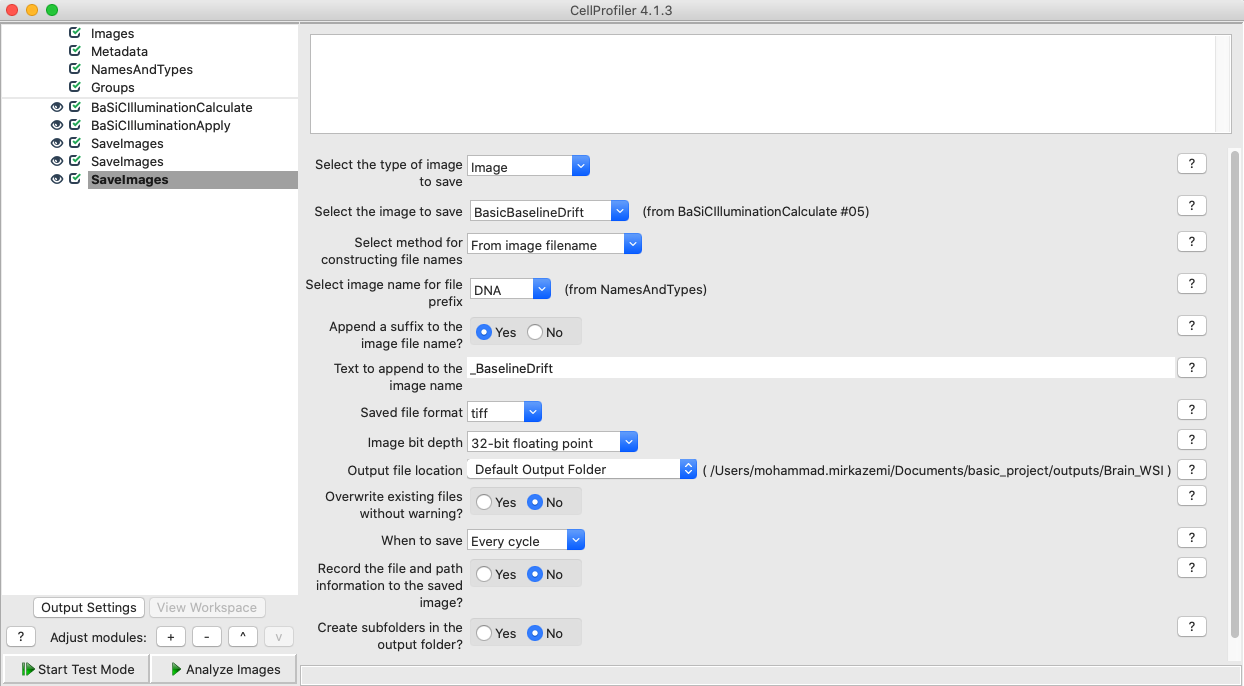 CellProfiler 4.1.3
Images
Metadata
NamesAndTypes
Groups
BaSiCIlluminationCalculate
BaSiCIlluminationApply
SaveImages
SaveImages
SaveImages
Output Settings View Workspace
? Adjust modules: + - ^ v
Start Test Mode Analyze Images
Select the type of image
to save
Image ?
Select the image to save BasicBaselineDrift (from BaSiCIlluminationCalculate #05) ?
Select method for
constructing file names
From image filename ?
Select image name for file
prefix
DNA (from NamesAndTypes) ?
Append a suffix to the
image file name?
Yes No ?
Text to append to the
image name
_BaselineDrift ?
Saved file format tiff ?
Image bit depth 32-bit floating point ?
Output file location Default Output Folder ( /Users/mohammad.mirkazemi/Documents/basic_project/outputs/Brain_WSI ) ?
Overwrite existing files
without warning?
Yes No ?
When to save Every cycle ?
Record the file and path
information to the saved
image?
Yes No ?
Create subfolders in the
output folder?
Yes No ?